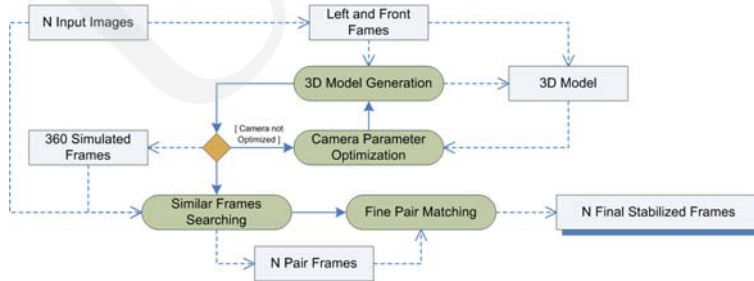 N Input Images
Left and Front
Fames
3D Model Generation
3D Model
[ Camera not
Optimized ]
Camera Parameter
Optimization
360 Simulated
Frames
Similar Frames
Searching
Fine Pair Matching
N Final Stabilized Frames
N Pair Frames